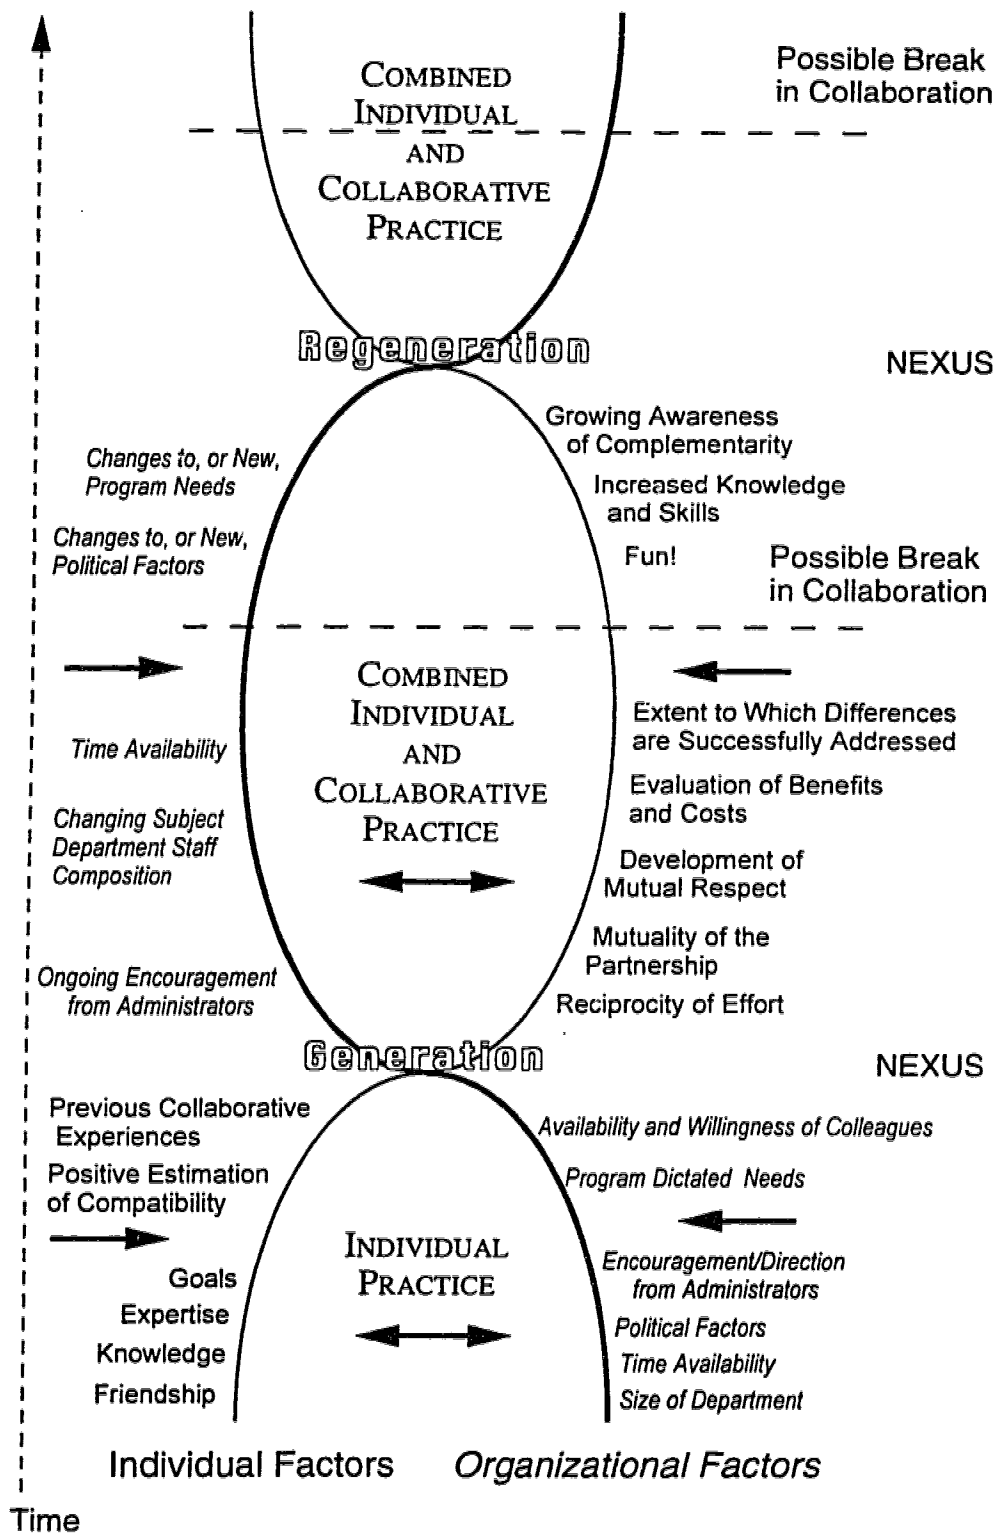 COMBINED
INDIVIDUAL
AND
COLLABORATIVE
PRACTICE
Possible Break
in Collaboration
Regeneration
NEXUS
Changes to, or New,
Program Needs
Changes to, or New,
Political Factors
Growing Awareness
of Complementarity
Increased Knowledge
and Skills
Fun!
Possible Break
in Collaboration
Time Availability
Changing Subject
Department Staff
Composition
Ongoing Encouragement
from Administrators
COMBINED
INDIVIDUAL
AND
COLLABORATIVE
PRACTICE
Extent to Which Differences
are Successfully Addressed
Evaluation of Benefits
and Costs
Development of
Mutual Respect
Mutuality of the
Partnership
Reciprocity of Effort
Generation
NEXUS
Previous Collaborative
Experiences
Positive Estimation
of Compatibility
Goals
Expertise
Knowledge
Friendship
INDIVIDUAL
PRACTICE
Availability and Willingness of Colleagues
Program Dictated Needs
Encouragement/Direction
from Administrators
Political Factors
Time Availability
Size of Department
Individual Factors
Organizational Factors
Time